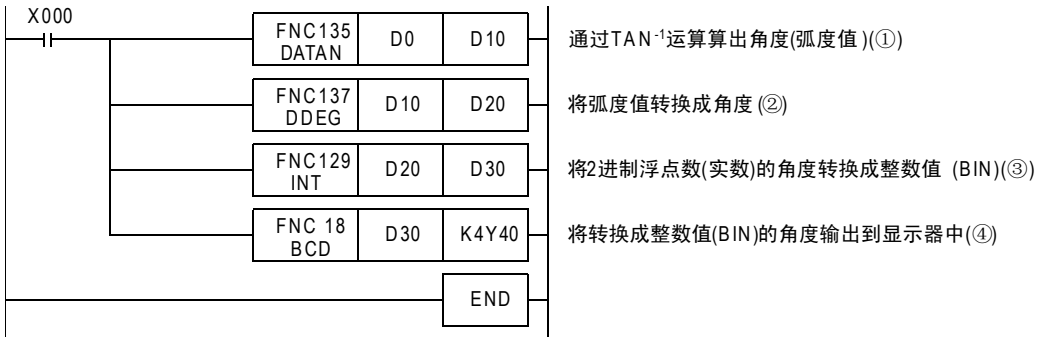 X000
FNC135
DATAN
D0
D10
通过TAN⁻¹运算算出角度(弧度值)(①)
FNC137
DDEG
D10
D20
将弧度值转换成角度(②)
FNC129
INT
D20
D30
将2进制浮点数(实数)的角度转换成整数值 (BIN)(③)
FNC 18
BCD
D30
K4Y40
将转换成整数值(BIN)的角度输出到显示器中(④)
END